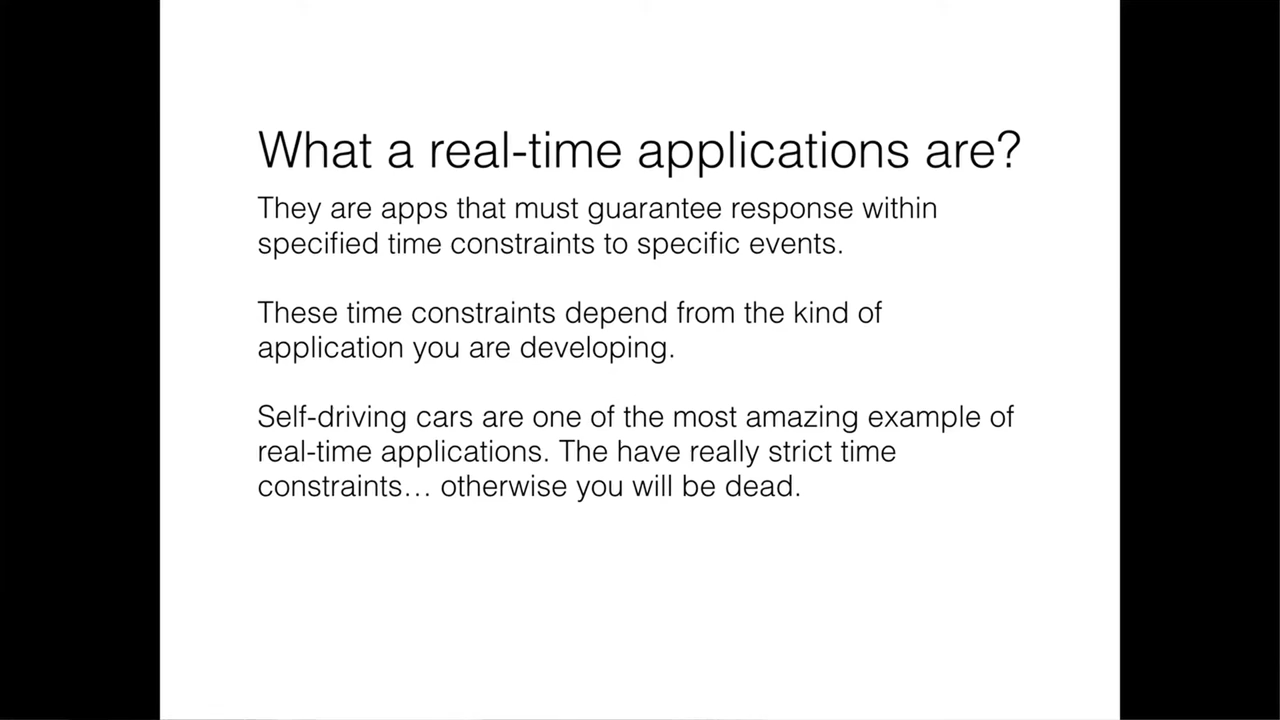 What a real-time applications are?
They are apps that must guarantee response within
specified time constraints to specific events.
These time constraints depend from the kind of
application you are developing.
Self-driving cars are one of the most amazing example of
real-time applications. The have really strict time
constraints… otherwise you will be dead.